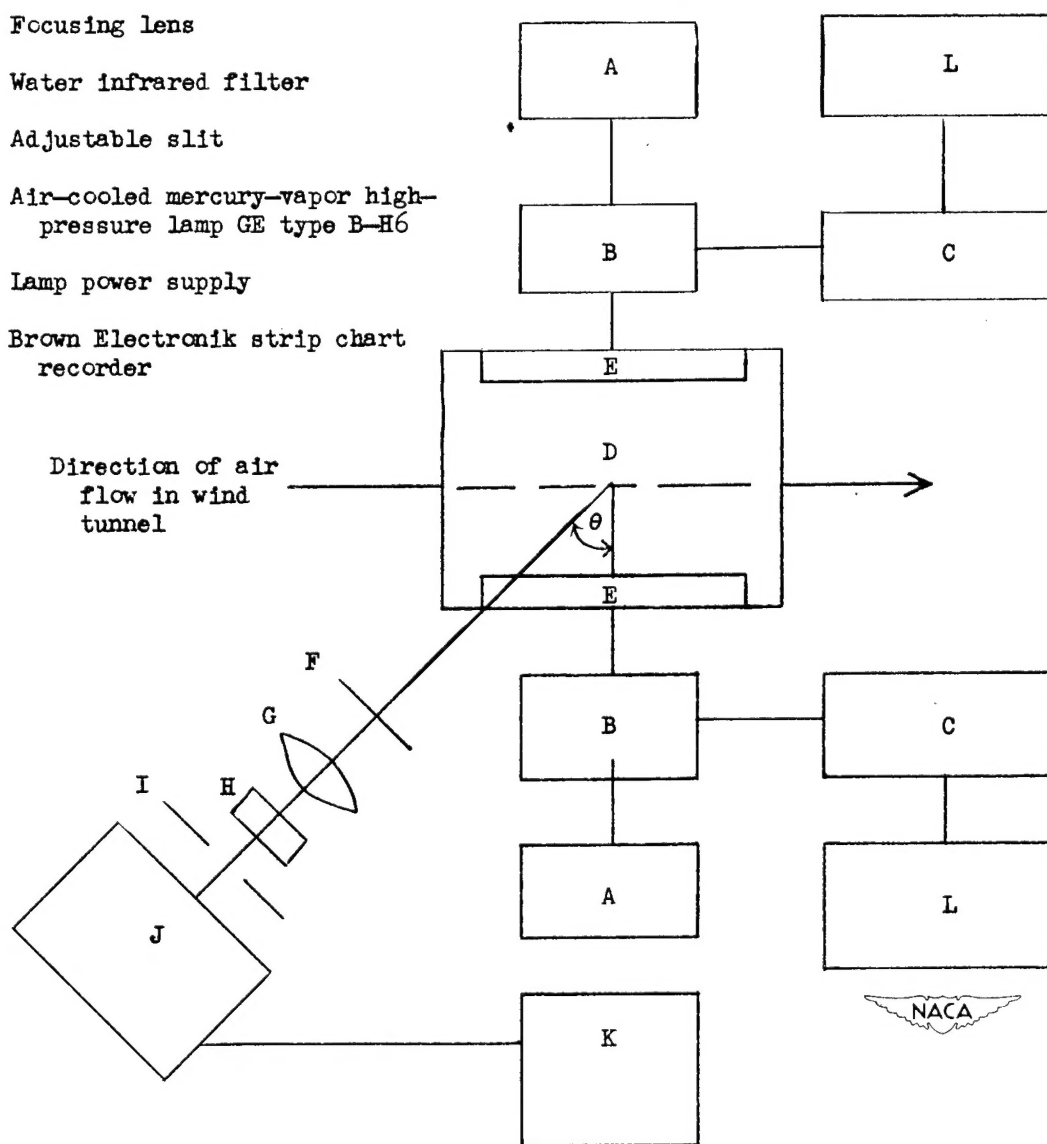 Focusing lens
Water infrared filter
Adjustable slit
Air-cooled mercury-vapor high-
pressure lamp GE type B-H6
Lamp power supply
Brown Electronik strip chart
recorder
A
L
B
C
E
D
Direction of air
flow in wind
tunnel
θ
E
F
G
B
C
I
H
A
L
J
NACA
K